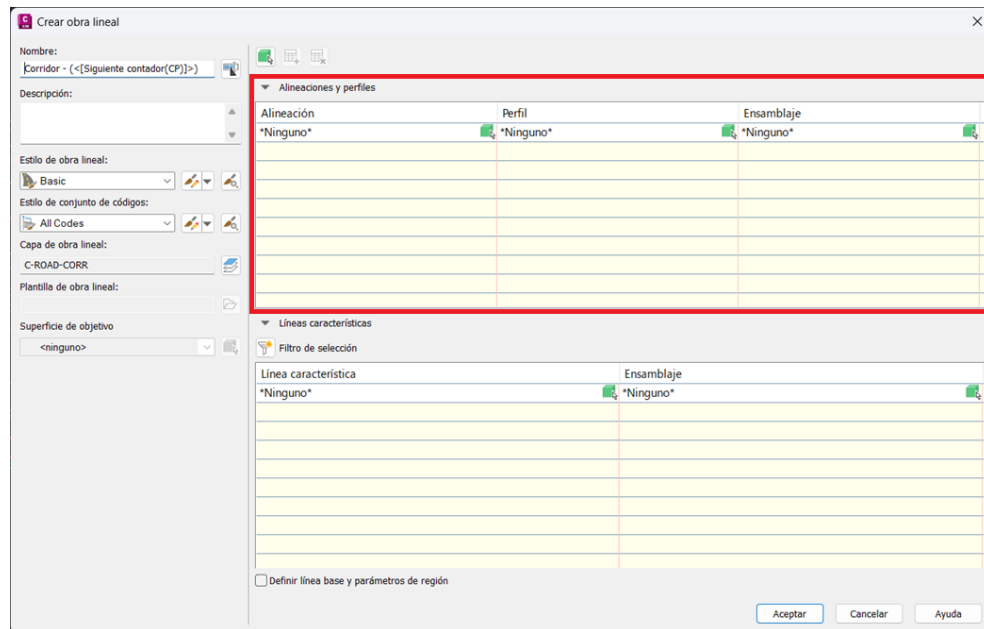 Crear obra lineal
Nombre:
Corridor - (<[Siguiente contador(CP)]>)
Descripción:
Estilo de obra lineal:
Basic
Estilo de conjunto de códigos:
All Codes
Capa de obra lineal:
C-ROAD-CORR
Plantilla de obra lineal:
Superficie de objetivo
<ninguno>
Alineaciones y perfiles
Alineación Perfil Ensamblaje
*Ninguno* *Ninguno* *Ninguno*
Líneas características
Filtro de selección
Línea característica Ensamblaje
*Ninguno* *Ninguno*
Definir línea base y parámetros de región
Aceptar Cancelar Ayuda